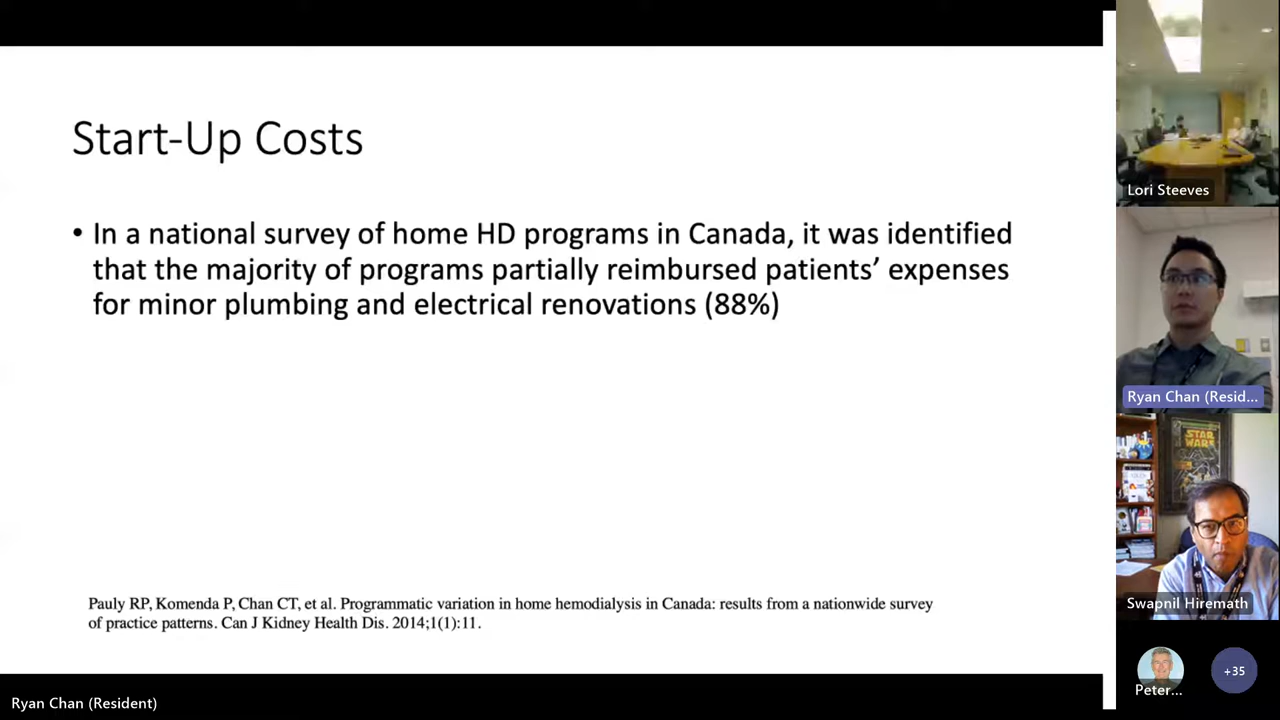 Start-Up Costs
• In a national survey of home HD programs in Canada, it was identified
that the majority of programs partially reimbursed patients’ expenses
for minor plumbing and electrical renovations (88%)
Pauly RP, Komenda P, Chan CT, et al. Programmatic variation in home hemodialysis in Canada: results from a nationwide survey
of practice patterns. Can J Kidney Health Dis. 2014;1(1):11.
Ryan Chan (Resident)
Lori Steeves
Ryan Chan (Resid...
STAR
WARS
Swapnil Hiremath
Peter...
+35